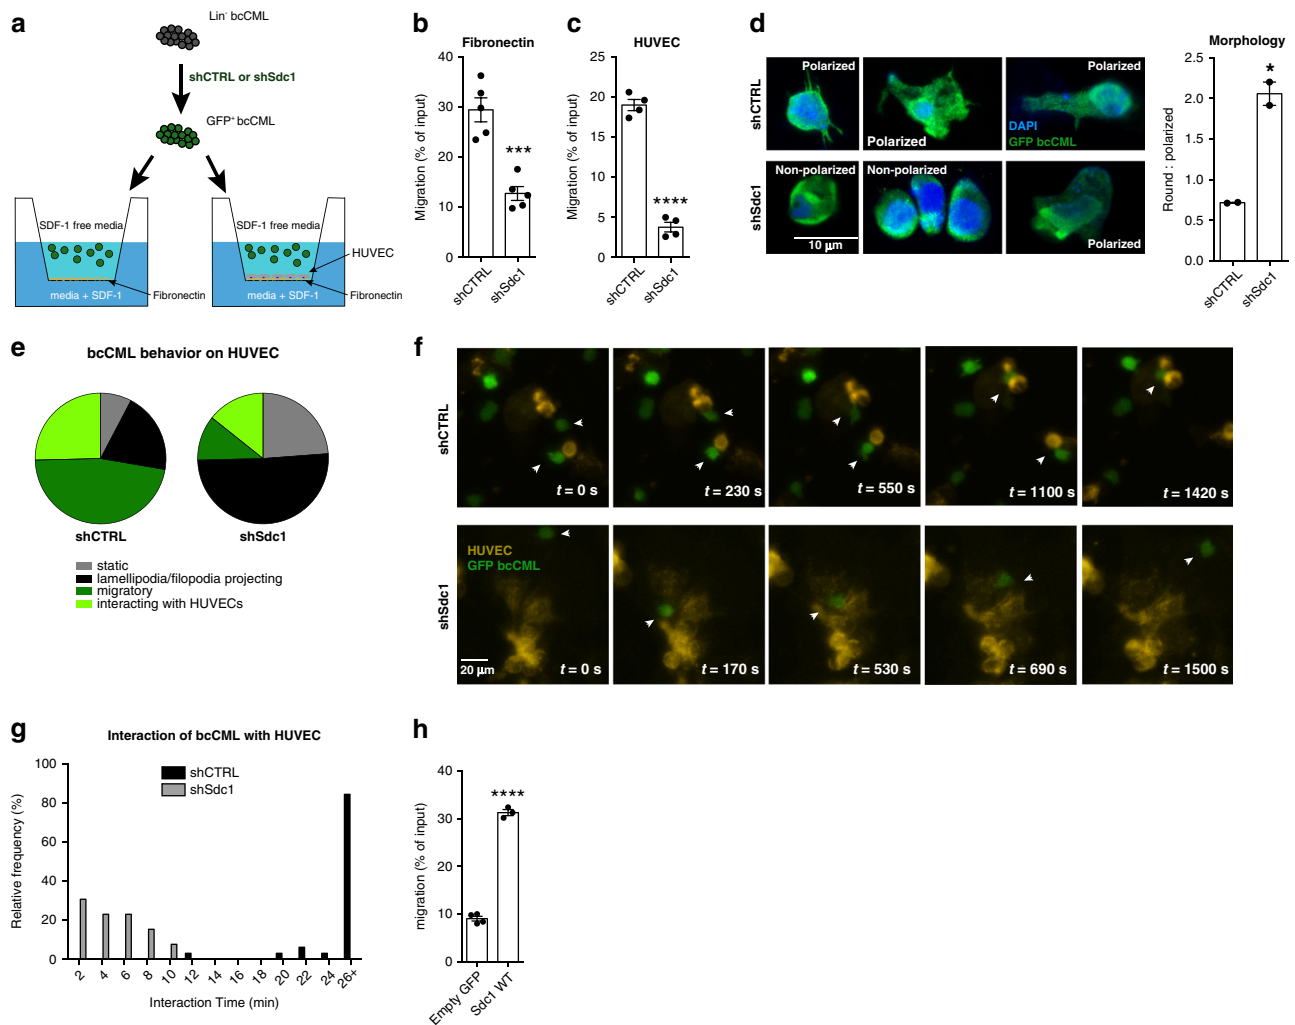 a
Lin⁻ bcCML
shCTRL or shSdc1
GFP⁺ bcCML
SDF-1 free media
SDF-1 free media
HUVEC
Fibronectin
Fibronectin
media + SDF-1
media + SDF-1
b
Fibronectin
Migration (% of input)
40
30
20
10
0
***
shCTRL
shSdc1
c
HUVEC
Migration (% of input)
25
20
15
10
5
0
****
shCTRL
shSdc1
d
shCTRL
Polarized
Polarized
Polarized
DAPI
GFP bcCML
shSdc1
Non-polarized
10 µm
Non-polarized
Polarized
Morphology
Round : polarized
2.5
2.0
1.5
1.0
0.5
0
*
shCTRL
shSdc1
e
bcCML behavior on HUVEC
shCTRL
shSdc1
static
lamellipodia/filopodia projecting
migratory
interacting with HUVECs
f
shCTRL
t = 0 s
t = 230 s
t = 550 s
t = 1100 s
t = 1420 s
shSdc1
HUVEC
GFP bcCML
20 µm
t = 0 s
t = 170 s
t = 530 s
t = 690 s
t = 1500 s
g
Interaction of bcCML with HUVEC
shCTRL
shSdc1
Relative frequency (%)
100
80
60
40
20
0
2 4 6 8 10 12 14 16 18 20 22 24 26+
Interaction Time (min)
h
migration (% of input)
40
30
20
10
0
****
Empty GFP
Sdc1 WT